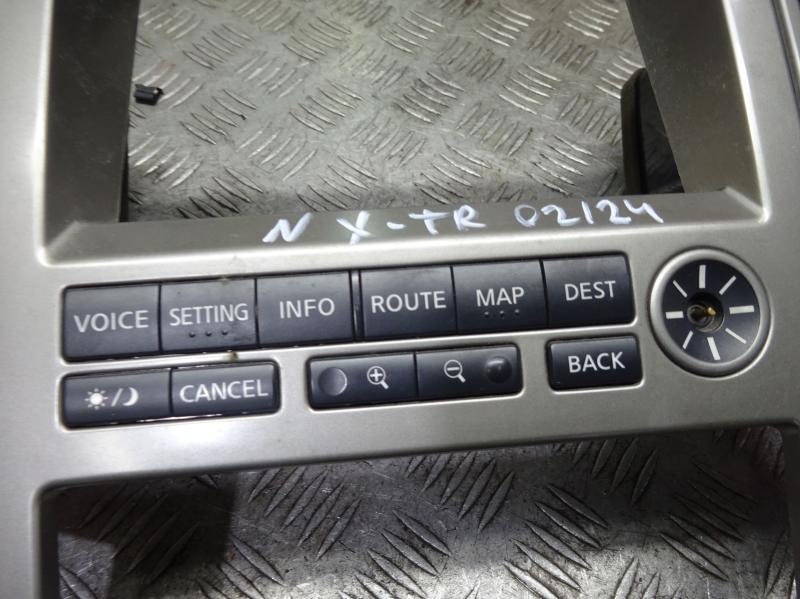 N X-TR 02124
VOICE SETTING INFO ROUTE MAP DEST
CANCEL BACK